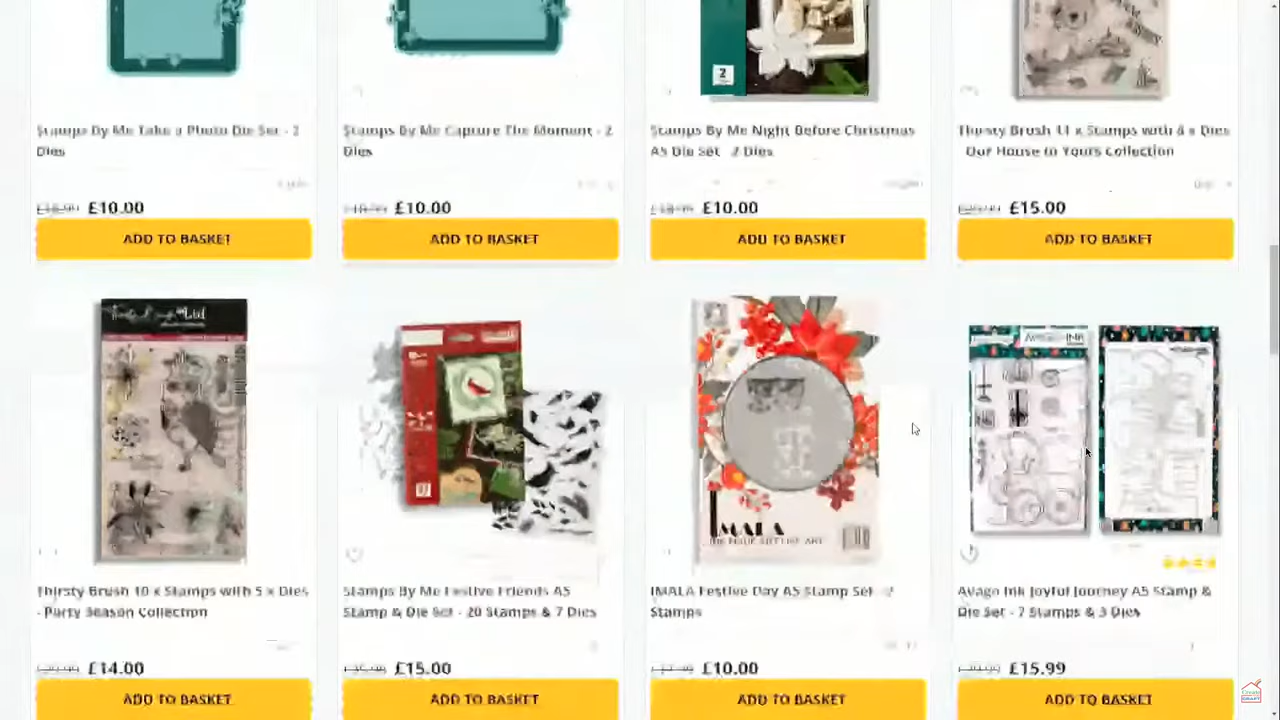 2
Stamps By Me Take a Photo Die Set - 2
Dies
Stamps By Me Capture The Moment - 2
Dies
Stamps By Me Night Before Christmas
A5 Die Set - 2 Dies
Thirsty Brush 11 x Stamps with 8 x Dies
- Our House to Yours Collection
£10.00
£10.00
£10.00
£15.00
ADD TO BASKET
ADD TO BASKET
ADD TO BASKET
ADD TO BASKET
IMALA
Thirsty Brush 10 x Stamps with 5 x Dies
- Party Season Collection
Stamps By Me Festive Friends A5
Stamp & Die Set - 20 Stamps & 7 Dies
IMALA Festive Day A5 Stamp Set - 2
Stamps
Avago Ink Joyful Journey A5 Stamp &
Die Set - 7 Stamps & 3 Dies
£14.00
£15.00
£10.00
£15.99
ADD TO BASKET
ADD TO BASKET
ADD TO BASKET
ADD TO BASKET